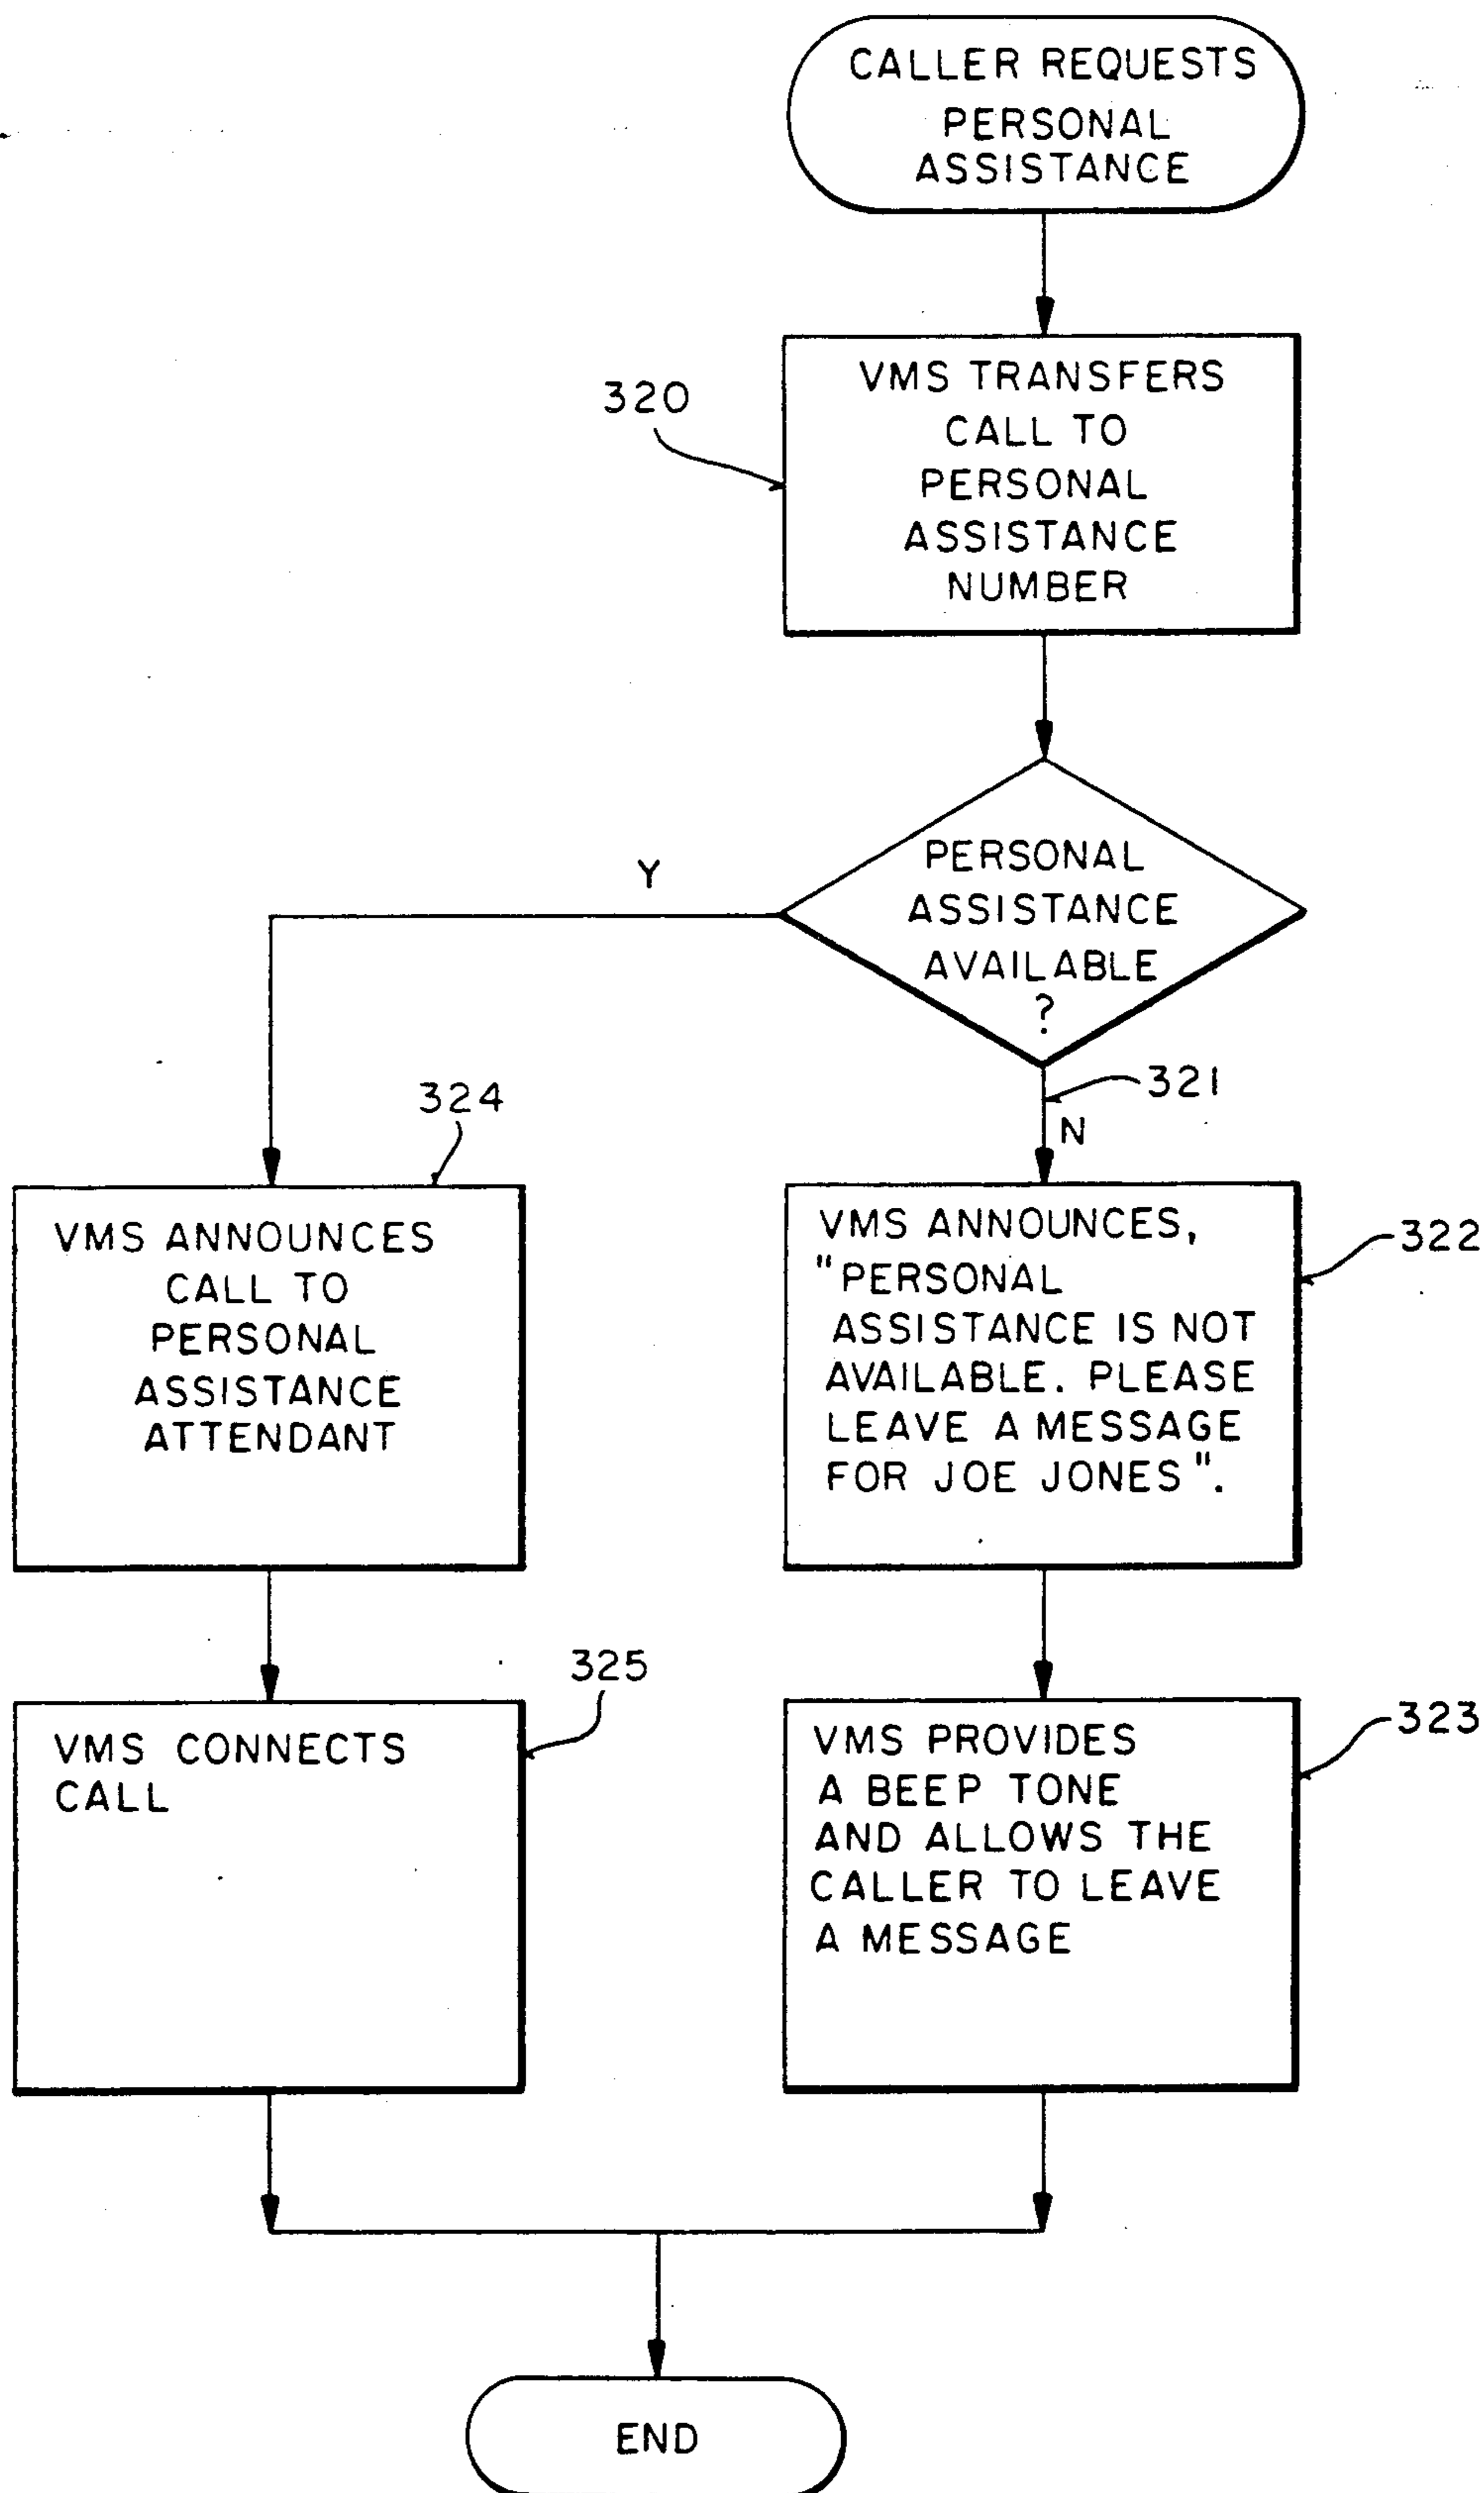 CALLER REQUESTS
PERSONAL
ASSISTANCE
320
VMS TRANSFERS
CALL TO
PERSONAL
ASSISTANCE
NUMBER
PERSONAL
ASSISTANCE
AVAILABLE
?
Y
321
N
324
VMS ANNOUNCES
CALL TO
PERSONAL
ASSISTANCE
ATTENDANT
322
VMS ANNOUNCES,
"PERSONAL
ASSISTANCE IS NOT
AVAILABLE. PLEASE
LEAVE A MESSAGE
FOR JOE JONES".
325
VMS CONNECTS
CALL
323
VMS PROVIDES
A BEEP TONE
AND ALLOWS THE
CALLER TO LEAVE
A MESSAGE
END